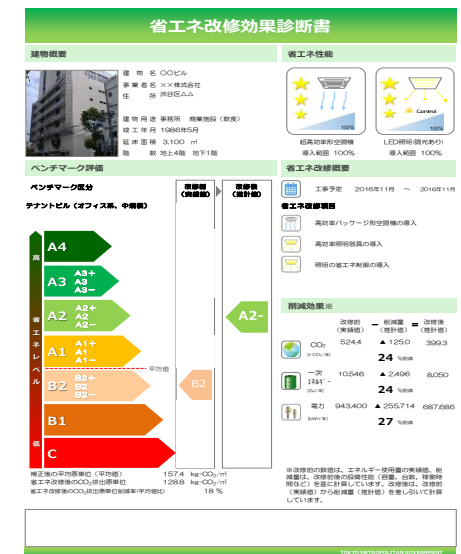 省エネ改修効果診断書
建物概要
建 物 名 〇〇ビル
事 業 者 名 ××株式会社
住 所 渋谷区△△
建 物 用 途 事務所 商業施設（飲食）
竣 工 年 月 1986年5月
延 床 面 積 3,100 ㎡
階 数 地上4階 地下1階
省エネ性能
100%
超高効率形空調機
導入範囲 100%
Control
100%
LED照明(調光あり)
導入範囲 100%
ベンチマーク評価
ベンチマーク区分
テナントビル（オフィス系、中規模）
改修前
（実績値）
改修後
（推計値）
高
省エネレベル
低
A4
A3
A3+
A3
A3−
A2
A2+
A2
A2−
A2-
A1
A1+
A1
A1−
平均値
B2
B2+
B2
B2−
B2
B1
C
補正後の平均原単位（平均値） 157.4 kg-CO₂/㎡
省エネ改修後のCO₂排出原単位 128.8 kg-CO₂/㎡
省エネ改修後のCO₂排出原単位削減率(平均値比) 18 %
省エネ改修概要
工事予定 2016年11月 ～ 2016年11月
省エネ改修項目
高効率パッケージ形空調機の導入
高効率照明器具の導入
照明の省エネ制御の導入
削減効果※
改修前
（実績値）
−
削減量
（推計値）
=
改修後
（推計値）
CO₂
[t-CO₂/年]
524.4 ▲ 125.0 399.3
24 %削減
一次
ｴﾈﾙｷﾞｰ
[GJ/年]
10,546 ▲ 2,496 8,050
24 %削減
電力
[kWh/年]
943,400 ▲ 255,714 687,686
27 %削減
※改修前の数値は、エネルギー使用量の実績値、削
減量は、改修前後の設備性能（容量、台数、稼働時
間など）を基に計算しています。改修後は、改修前
（実績値）から削減量（推計値）を差し引いて計算
しています。
TOKYO METROPOLITAN GOVERNMENT